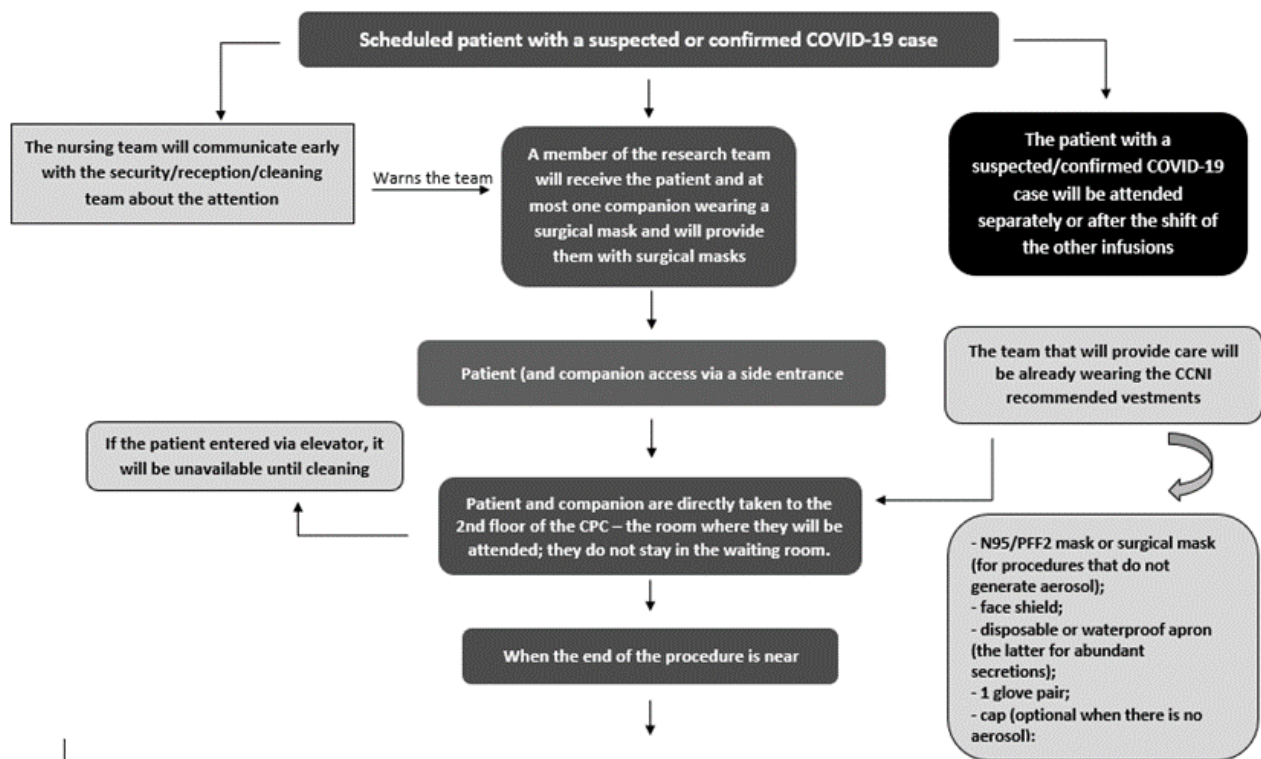 Scheduled patient with a suspected or confirmed COVID-19 case
The nursing team will communicate early
with the security/reception/cleaning
team about the attention
Warns the team
A member of the research team
will receive the patient and at
most one companion wearing a
surgical mask and will provide
them with surgical masks
The patient with a
suspected/confirmed COVID-19
case will be attended
separately or after the shift of
the other infusions
Patient (and companion access via a side entrance
The team that will provide care will
be already wearing the CCNI
recommended vestments
If the patient entered via elevator, it
will be unavailable until cleaning
Patient and companion are directly taken to the
2nd floor of the CPC – the room where they will be
attended; they do not stay in the waiting room.
- N95/PFF2 mask or surgical mask
(for procedures that do not
generate aerosol);
- face shield;
- disposable or waterproof apron
(the latter for abundant
secretions);
- 1 glove pair;
- cap (optional when there is no
aerosol);
When the end of the procedure is near